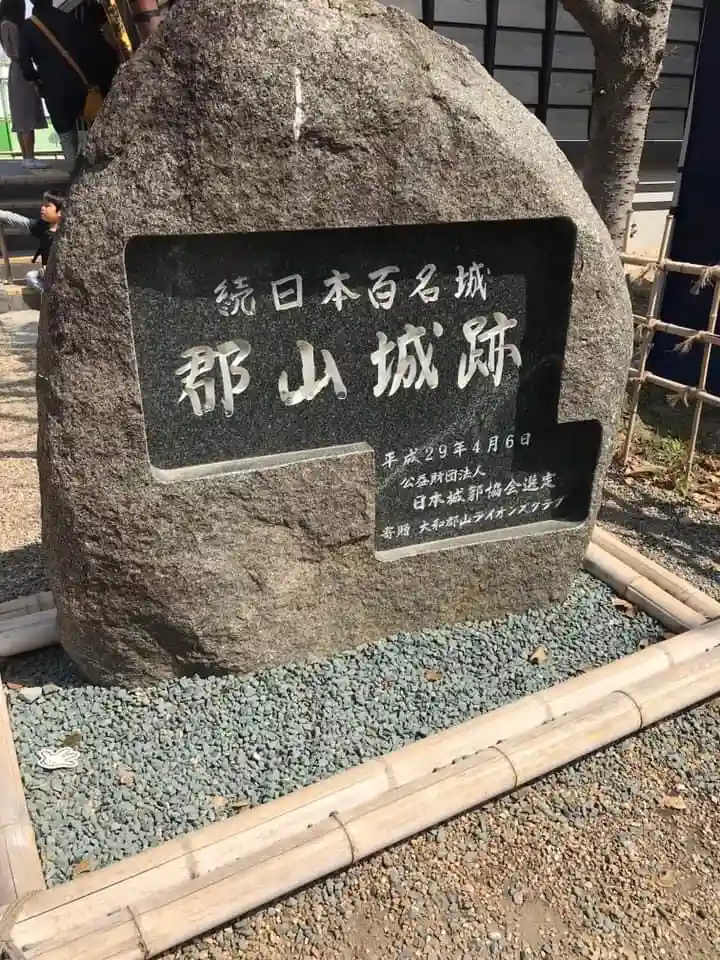 続日本百名城
郡山城跡
平成29年4月6日
公益財団法人
日本城郭協会選定
寄贈 大和郡山ライオンズクラブ